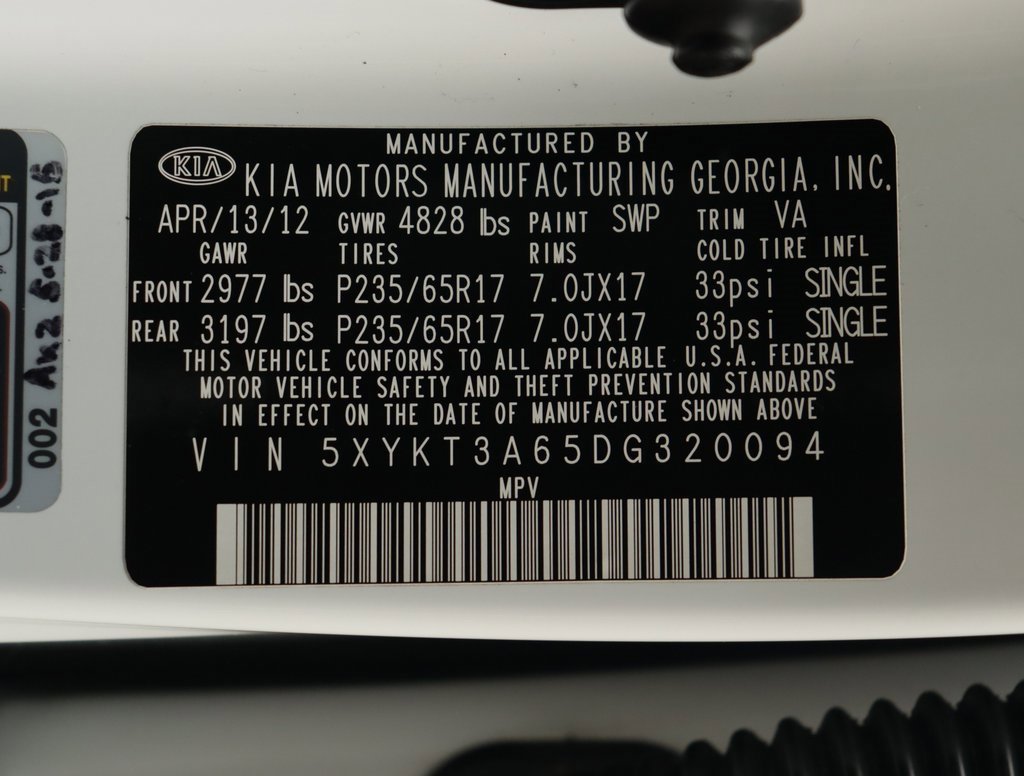 MANUFACTURED BY
KIA
KIA MOTORS MANUFACTURING GEORGIA, INC.
APR/13/12 GVWR 4828 lbs PAINT SWP TRIM VA
GAWR TIRES RIMS COLD TIRE INFL
FRONT 2977 lbs P235/65R17 7.0JX17 33psi SINGLE
REAR 3197 lbs P235/65R17 7.0JX17 33psi SINGLE
THIS VEHICLE CONFORMS TO ALL APPLICABLE U.S.A. FEDERAL
MOTOR VEHICLE SAFETY AND THEFT PREVENTION STANDARDS
IN EFFECT ON THE DATE OF MANUFACTURE SHOWN ABOVE
VIN 5XYKT3A65DG320094
MPV
002